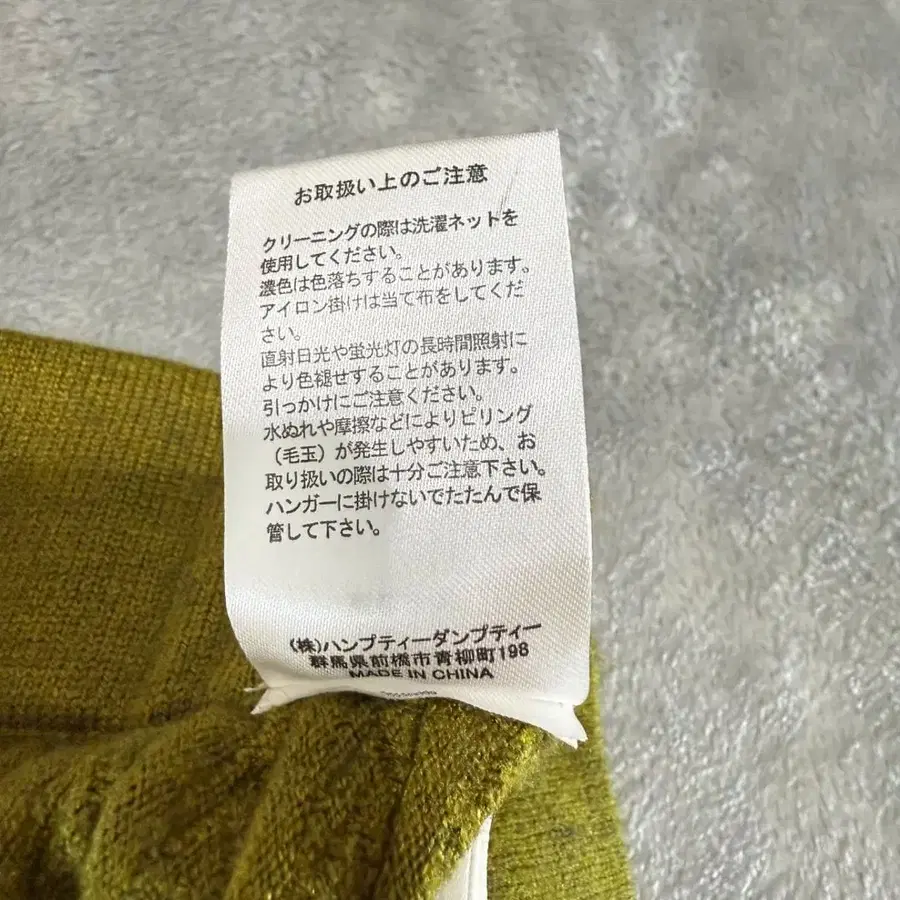 お取扱い上のご注意
クリーニングの際は洗濯ネットを
使用してください。
濃色は色落ちすることがあります。
アイロン掛けは当て布をしてくだ
さい。
直射日光や蛍光灯の長時間照射に
より色褪せすることがあります。
引っかけにご注意ください。
水ぬれや摩擦などによりピリング
（毛玉）が発生しやすいため、お
取り扱いの際は十分ご注意下さい。
ハンガーに掛けないでたたんで保
管して下さい。
(株)ハンプティーダンプティー
群馬県前橋市青柳町198
MADE IN CHINA